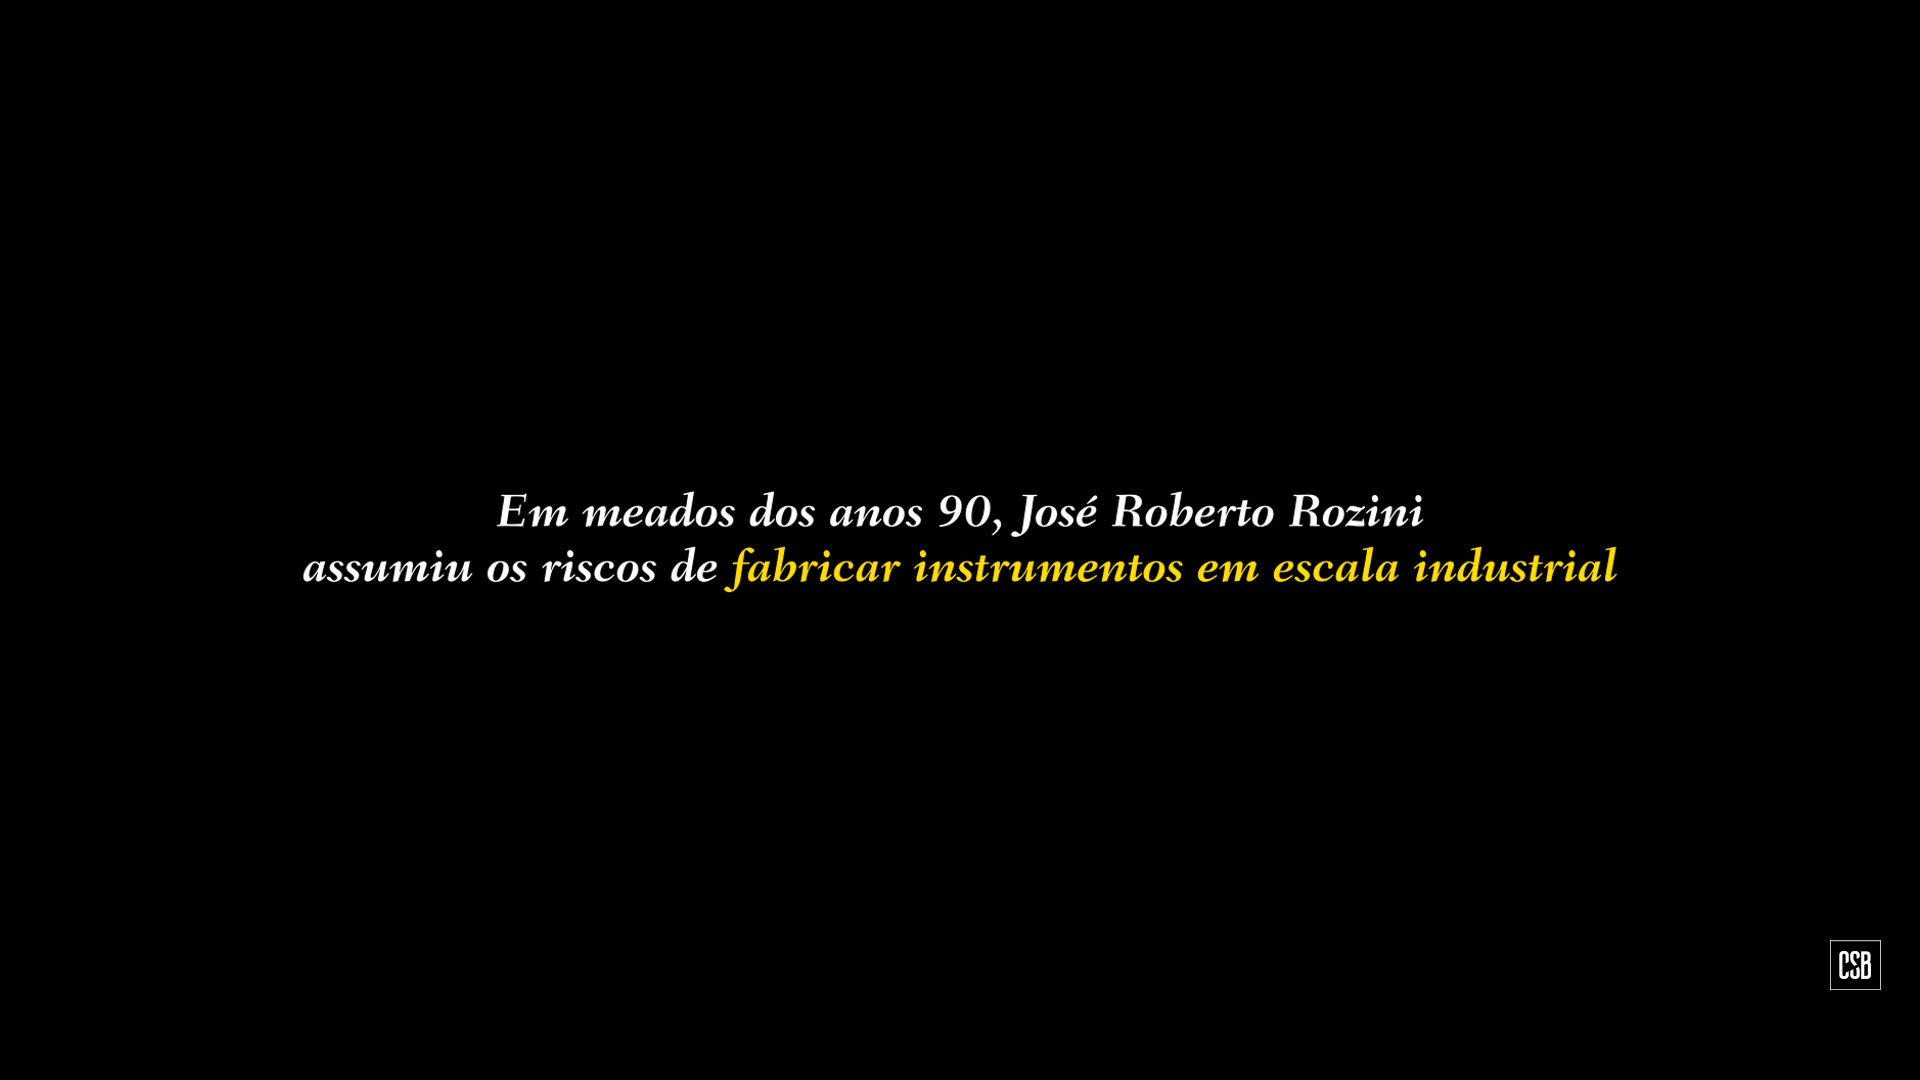 Em meados dos anos 90, José Roberto Rozini
assumiu os riscos de fabricar instrumentos em escala industrial
CSB